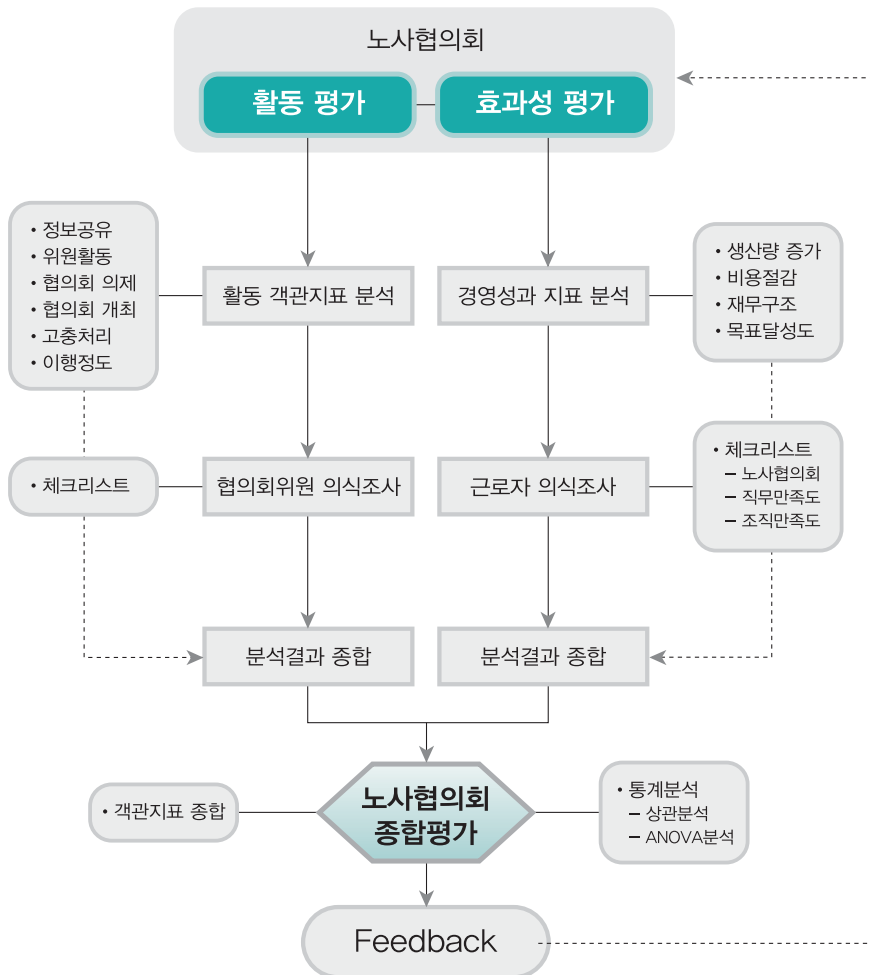 노사협의회
활동 평가
효과성 평가
• 정보공유
• 위원활동
• 협의회 의제
• 협의회 개최
• 고충처리
• 이행정도
활동 객관지표 분석
경영성과 지표 분석
• 생산량 증가
• 비용절감
• 재무구조
• 목표달성도
• 체크리스트
협의회위원 의식조사
근로자 의식조사
• 체크리스트
– 노사협의회
– 직무만족도
– 조직만족도
분석결과 종합
분석결과 종합
• 객관지표 종합
노사협의회
종합평가
• 통계분석
– 상관분석
– ANOVA분석
Feedback